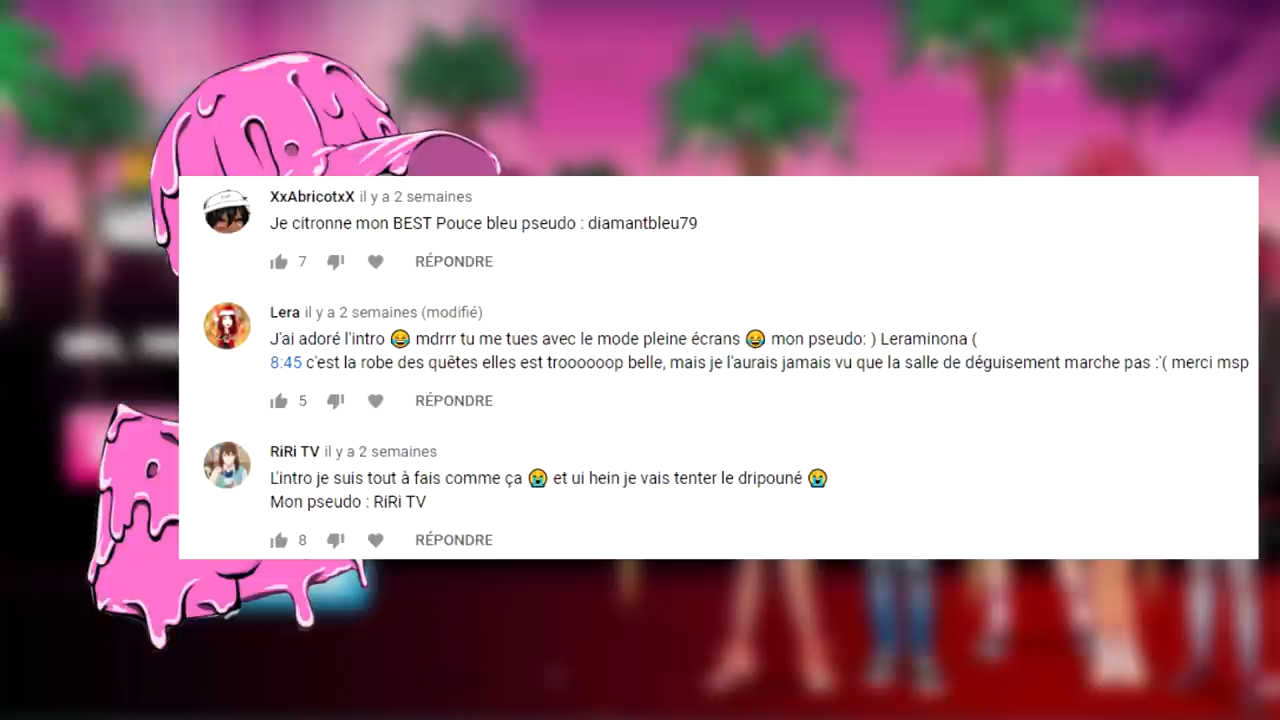 XxAbricotxX il y a 2 semaines
Je citronne mon BEST Pouce bleu pseudo : diamantbleu79
7 RÉPONDRE
Lera il y a 2 semaines (modifié)
J'ai adoré l'intro 😂 mdrrr tu me tues avec le mode pleine écrans 😂 mon pseudo: ) Leraminona (
8:45 c'est la robe des quêtes elles est troooooop belle, mais je l'aurais jamais vu que la salle de déguisement marche pas :'( merci msp
5 RÉPONDRE
RiRi TV il y a 2 semaines
L'intro je suis tout à fais comme ça 😭 et ui hein je vais tenter le dripouné 😭
Mon pseudo : RiRi TV
8 RÉPONDRE